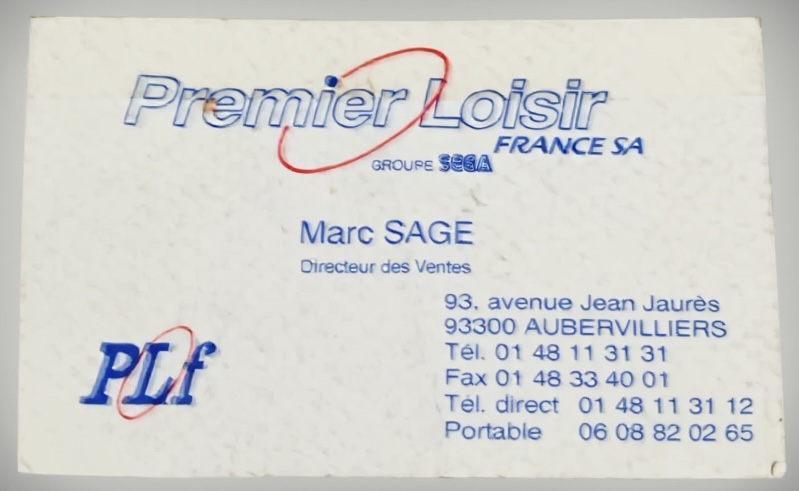 Premier Loisir
FRANCE SA
GROUPE SEGA
Marc SAGE
Directeur des Ventes
93, avenue Jean Jaurès
93300 AUBERVILLIERS
Tél. 01 48 11 31 31
Fax 01 48 33 40 01
Tél. direct 01 48 11 31 12
Portable 06 08 82 02 65
PLf